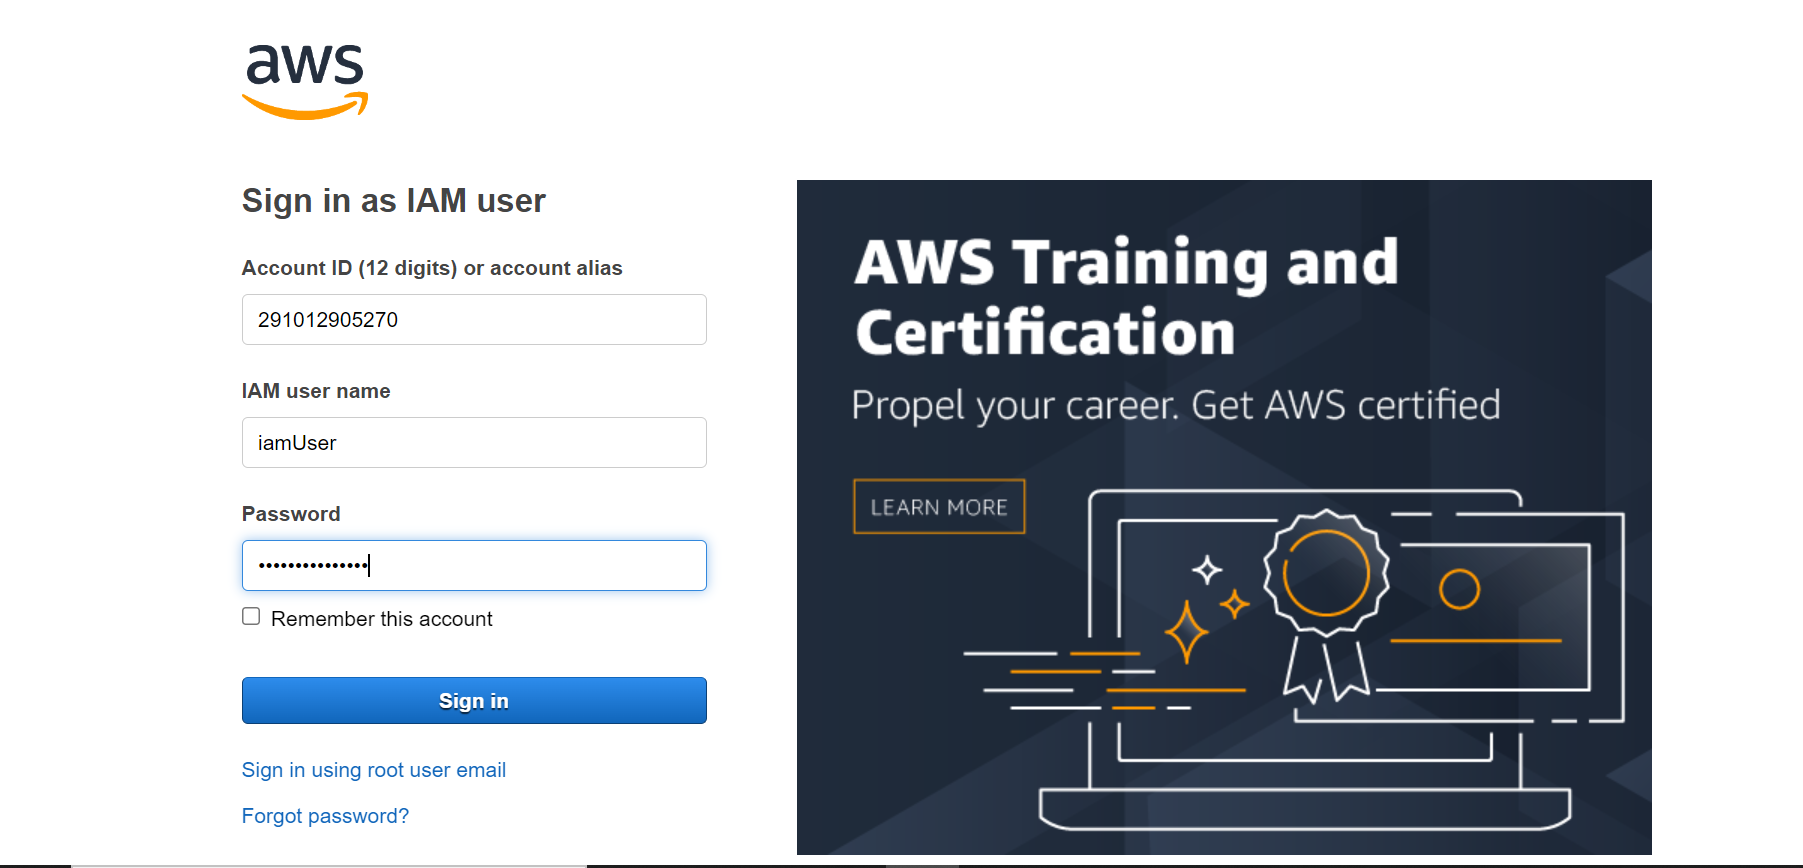 aws
Sign in as IAM user
Account ID (12 digits) or account alias
291012905270
IAM user name
iamUser
Password
•••••••••••••••
Remember this account
Sign in
Sign in using root user email
Forgot password?
AWS Training and
Certification
Propel your career. Get AWS certified
LEARN MORE